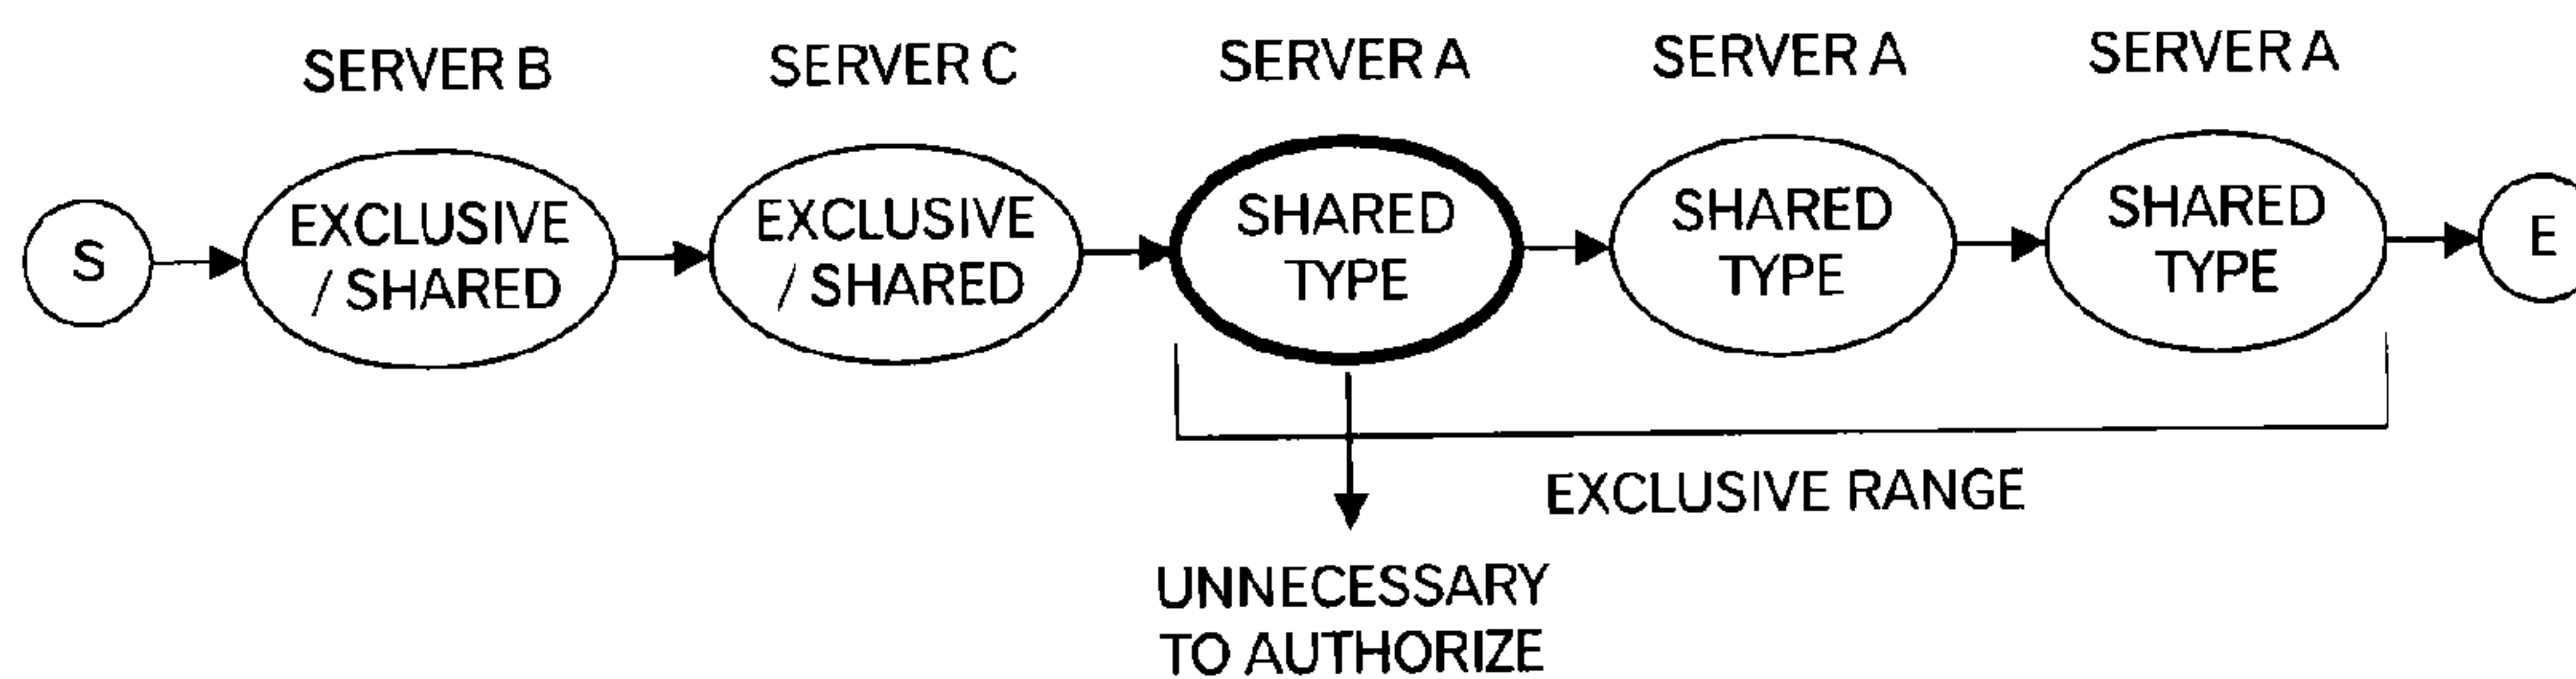 SERVER B SERVER C SERVER A SERVER A SERVER A
S EXCLUSIVE / SHARED EXCLUSIVE / SHARED SHARED TYPE SHARED TYPE SHARED TYPE E
EXCLUSIVE RANGE
UNNECESSARY
TO AUTHORIZE